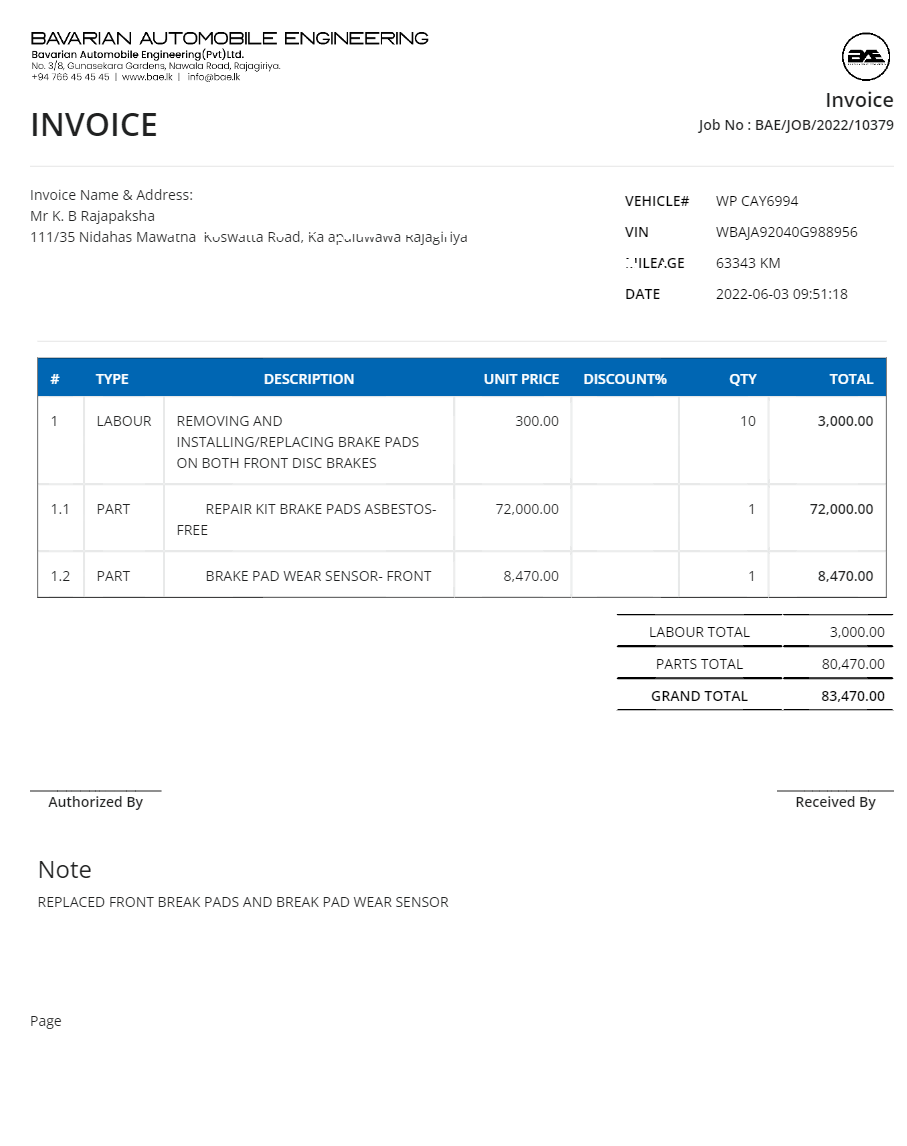 BAVARIAN AUTOMOBILE ENGINEERING
Bavarian Automobile Engineering(Pvt)Ltd.
No. 3/8, Gunasekara Gardens, Nawala Road, Rajagiriya.
+94 766 45 45 45 | www.bae.lk | info@bae.lk
BAE
Invoice
INVOICE
Job No : BAE/JOB/2022/10379
Invoice Name & Address:
Mr K. B Rajapaksha
111/35 Nidahas Mawatna Koswatta Road, Rajagiriya
VEHICLE# WP CAY6994
VIN WBAJA92040G988956
MILEAGE 63343 KM
DATE 2022-06-03 09:51:18
# TYPE DESCRIPTION UNIT PRICE DISCOUNT% QTY TOTAL
1 LABOUR REMOVING AND 300.00 10 3,000.00
INSTALLING/REPLACING BRAKE PADS
ON BOTH FRONT DISC BRAKES
1.1 PART REPAIR KIT BRAKE PADS ASBESTOS- 72,000.00 1 72,000.00
FREE
1.2 PART BRAKE PAD WEAR SENSOR- FRONT 8,470.00 1 8,470.00
LABOUR TOTAL 3,000.00
PARTS TOTAL 80,470.00
GRAND TOTAL 83,470.00
Authorized By Received By
Note
REPLACED FRONT BREAK PADS AND BREAK PAD WEAR SENSOR
Page